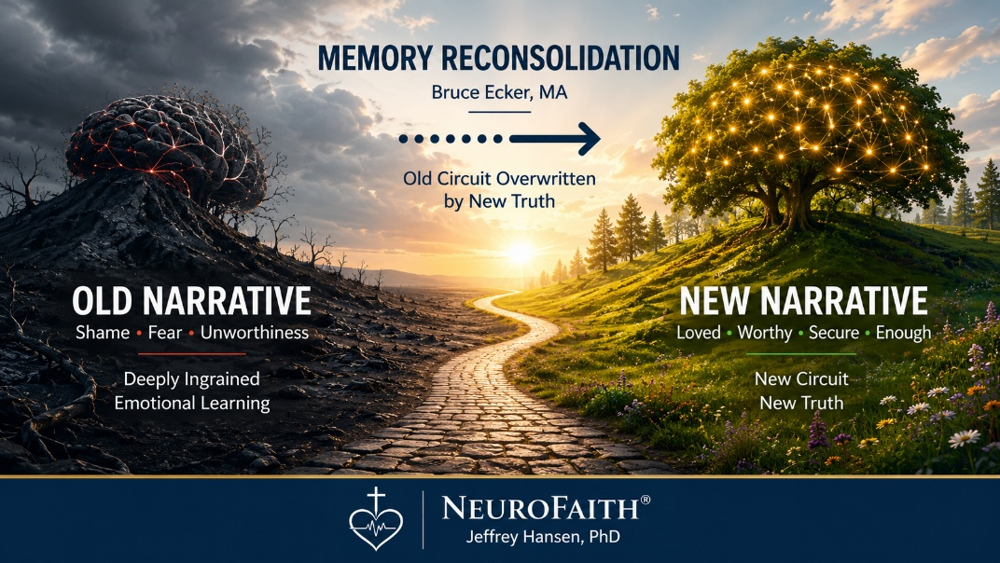 MEMORY RECONSOLIDATION
Bruce Ecker, MA
Old Circuit Overwritten
by New Truth
OLD NARRATIVE
Shame • Fear • Unworthiness
Deeply Ingrained
Emotional Learning
NEW NARRATIVE
Loved • Worthy • Secure • Enough
New Circuit
New Truth
NEUROFAITH®
Jeffrey Hansen, PhD